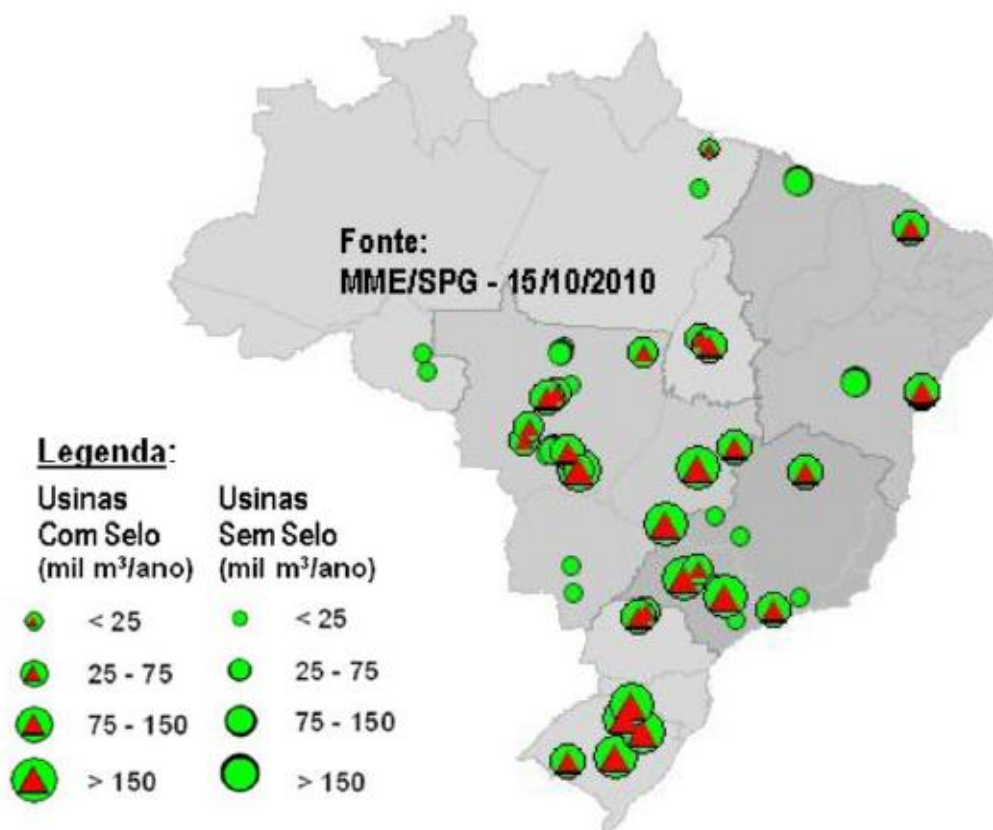 Fonte:
MME/SPG - 15/10/2010
Legenda:
Usinas
Com Selo
(mil m³/ano)
< 25
25 - 75
75 - 150
> 150
Usinas
Sem Selo
(mil m³/ano)
< 25
25 - 75
75 - 150
> 150